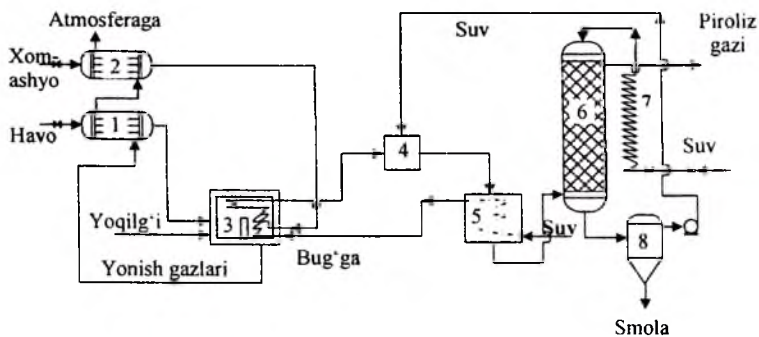 Atmosferaga
Xom-
ashyo
2
Havo
1
Yoqilg‘i
Yonish gazlari
3
Bug‘ga
Suv
4
5
Suv
6
Piroliz
gazi
7
Suv
8
Smola